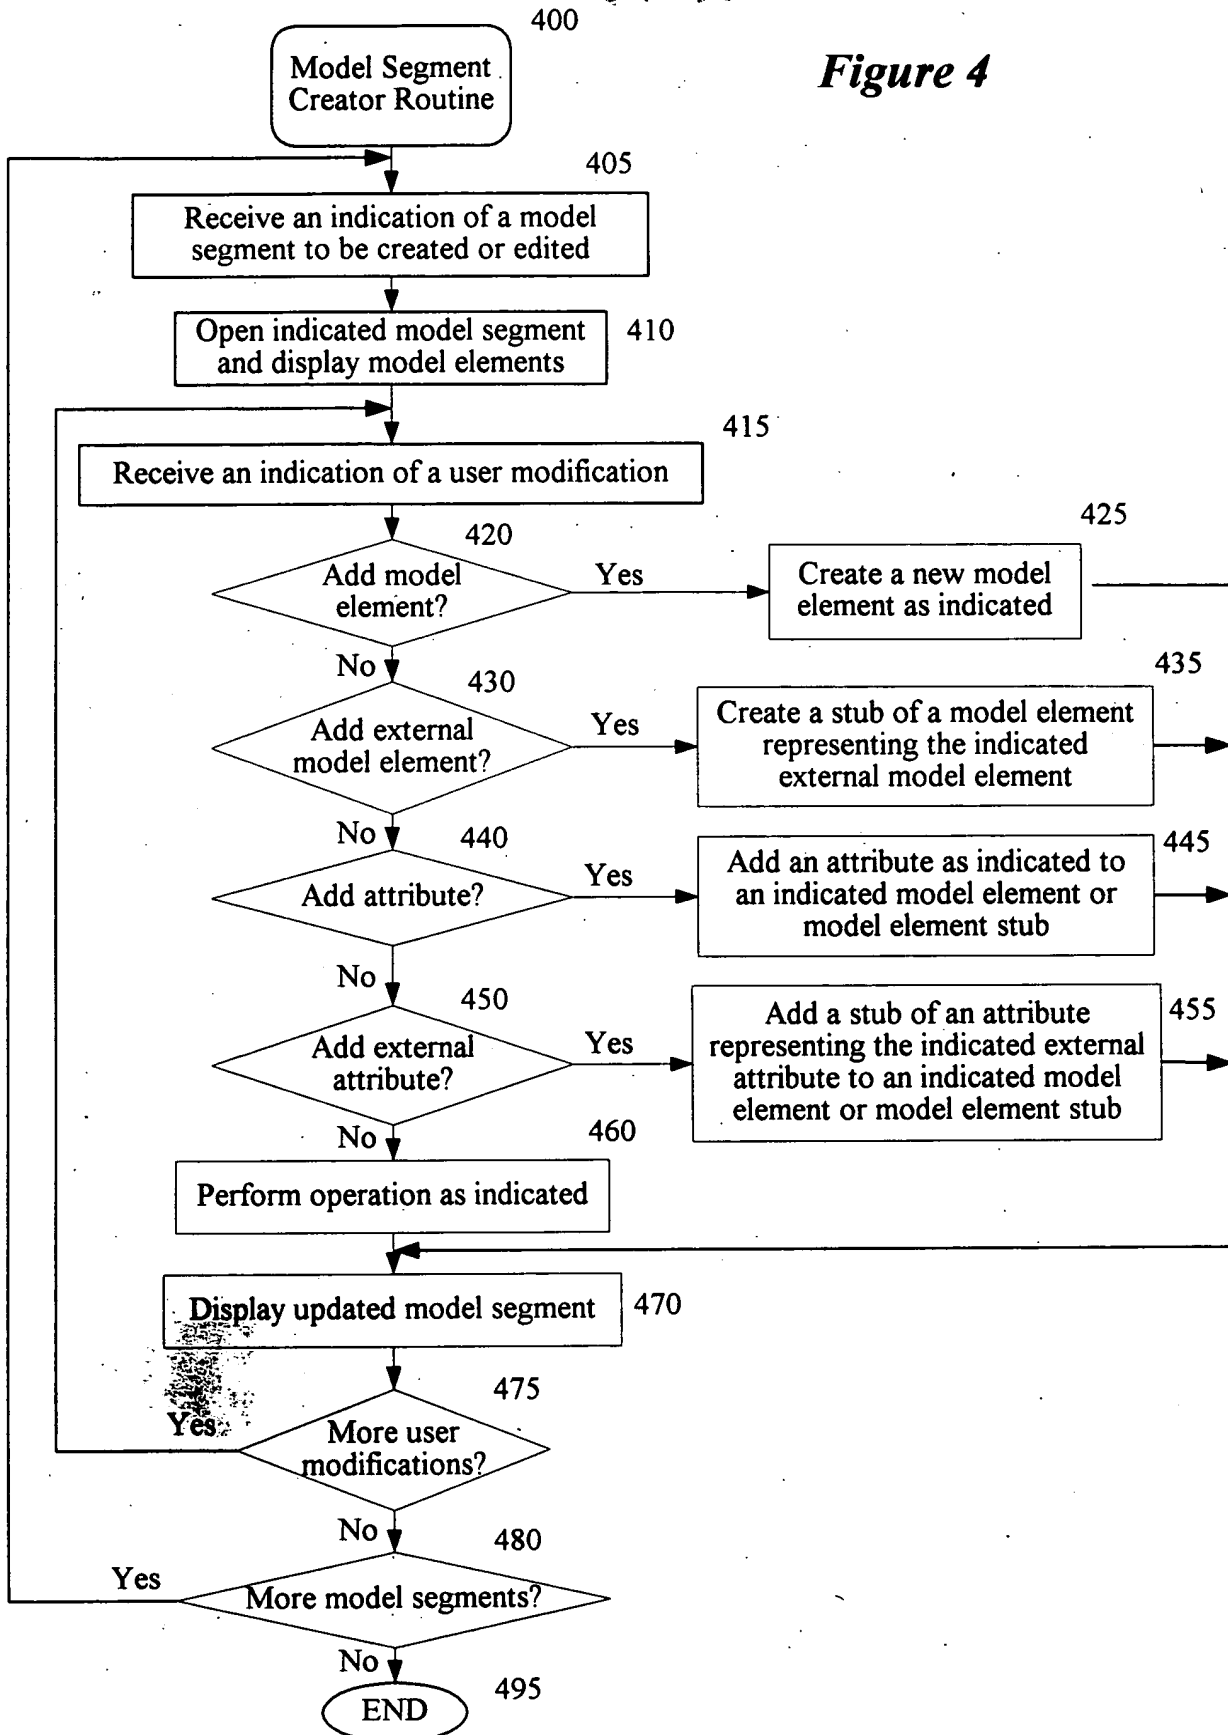 400
Figure 4
Model Segment
Creator Routine
405
Receive an indication of a model
segment to be created or edited
Open indicated model segment
and display model elements
410
415
Receive an indication of a user modification
420
Add model
element?
Yes
425
Create a new model
element as indicated
No
430
Add external
model element?
Yes
435
Create a stub of a model element
representing the indicated
external model element
No
440
Add attribute?
Yes
445
Add an attribute as indicated to
an indicated model element or
model element stub
No
450
Add external
attribute?
Yes
455
Add a stub of an attribute
representing the indicated external
attribute to an indicated model
element or model element stub
No
460
Perform operation as indicated
Display updated model segment
470
475
Yes
More user
modifications?
No
480
Yes
More model segments?
No
495
END